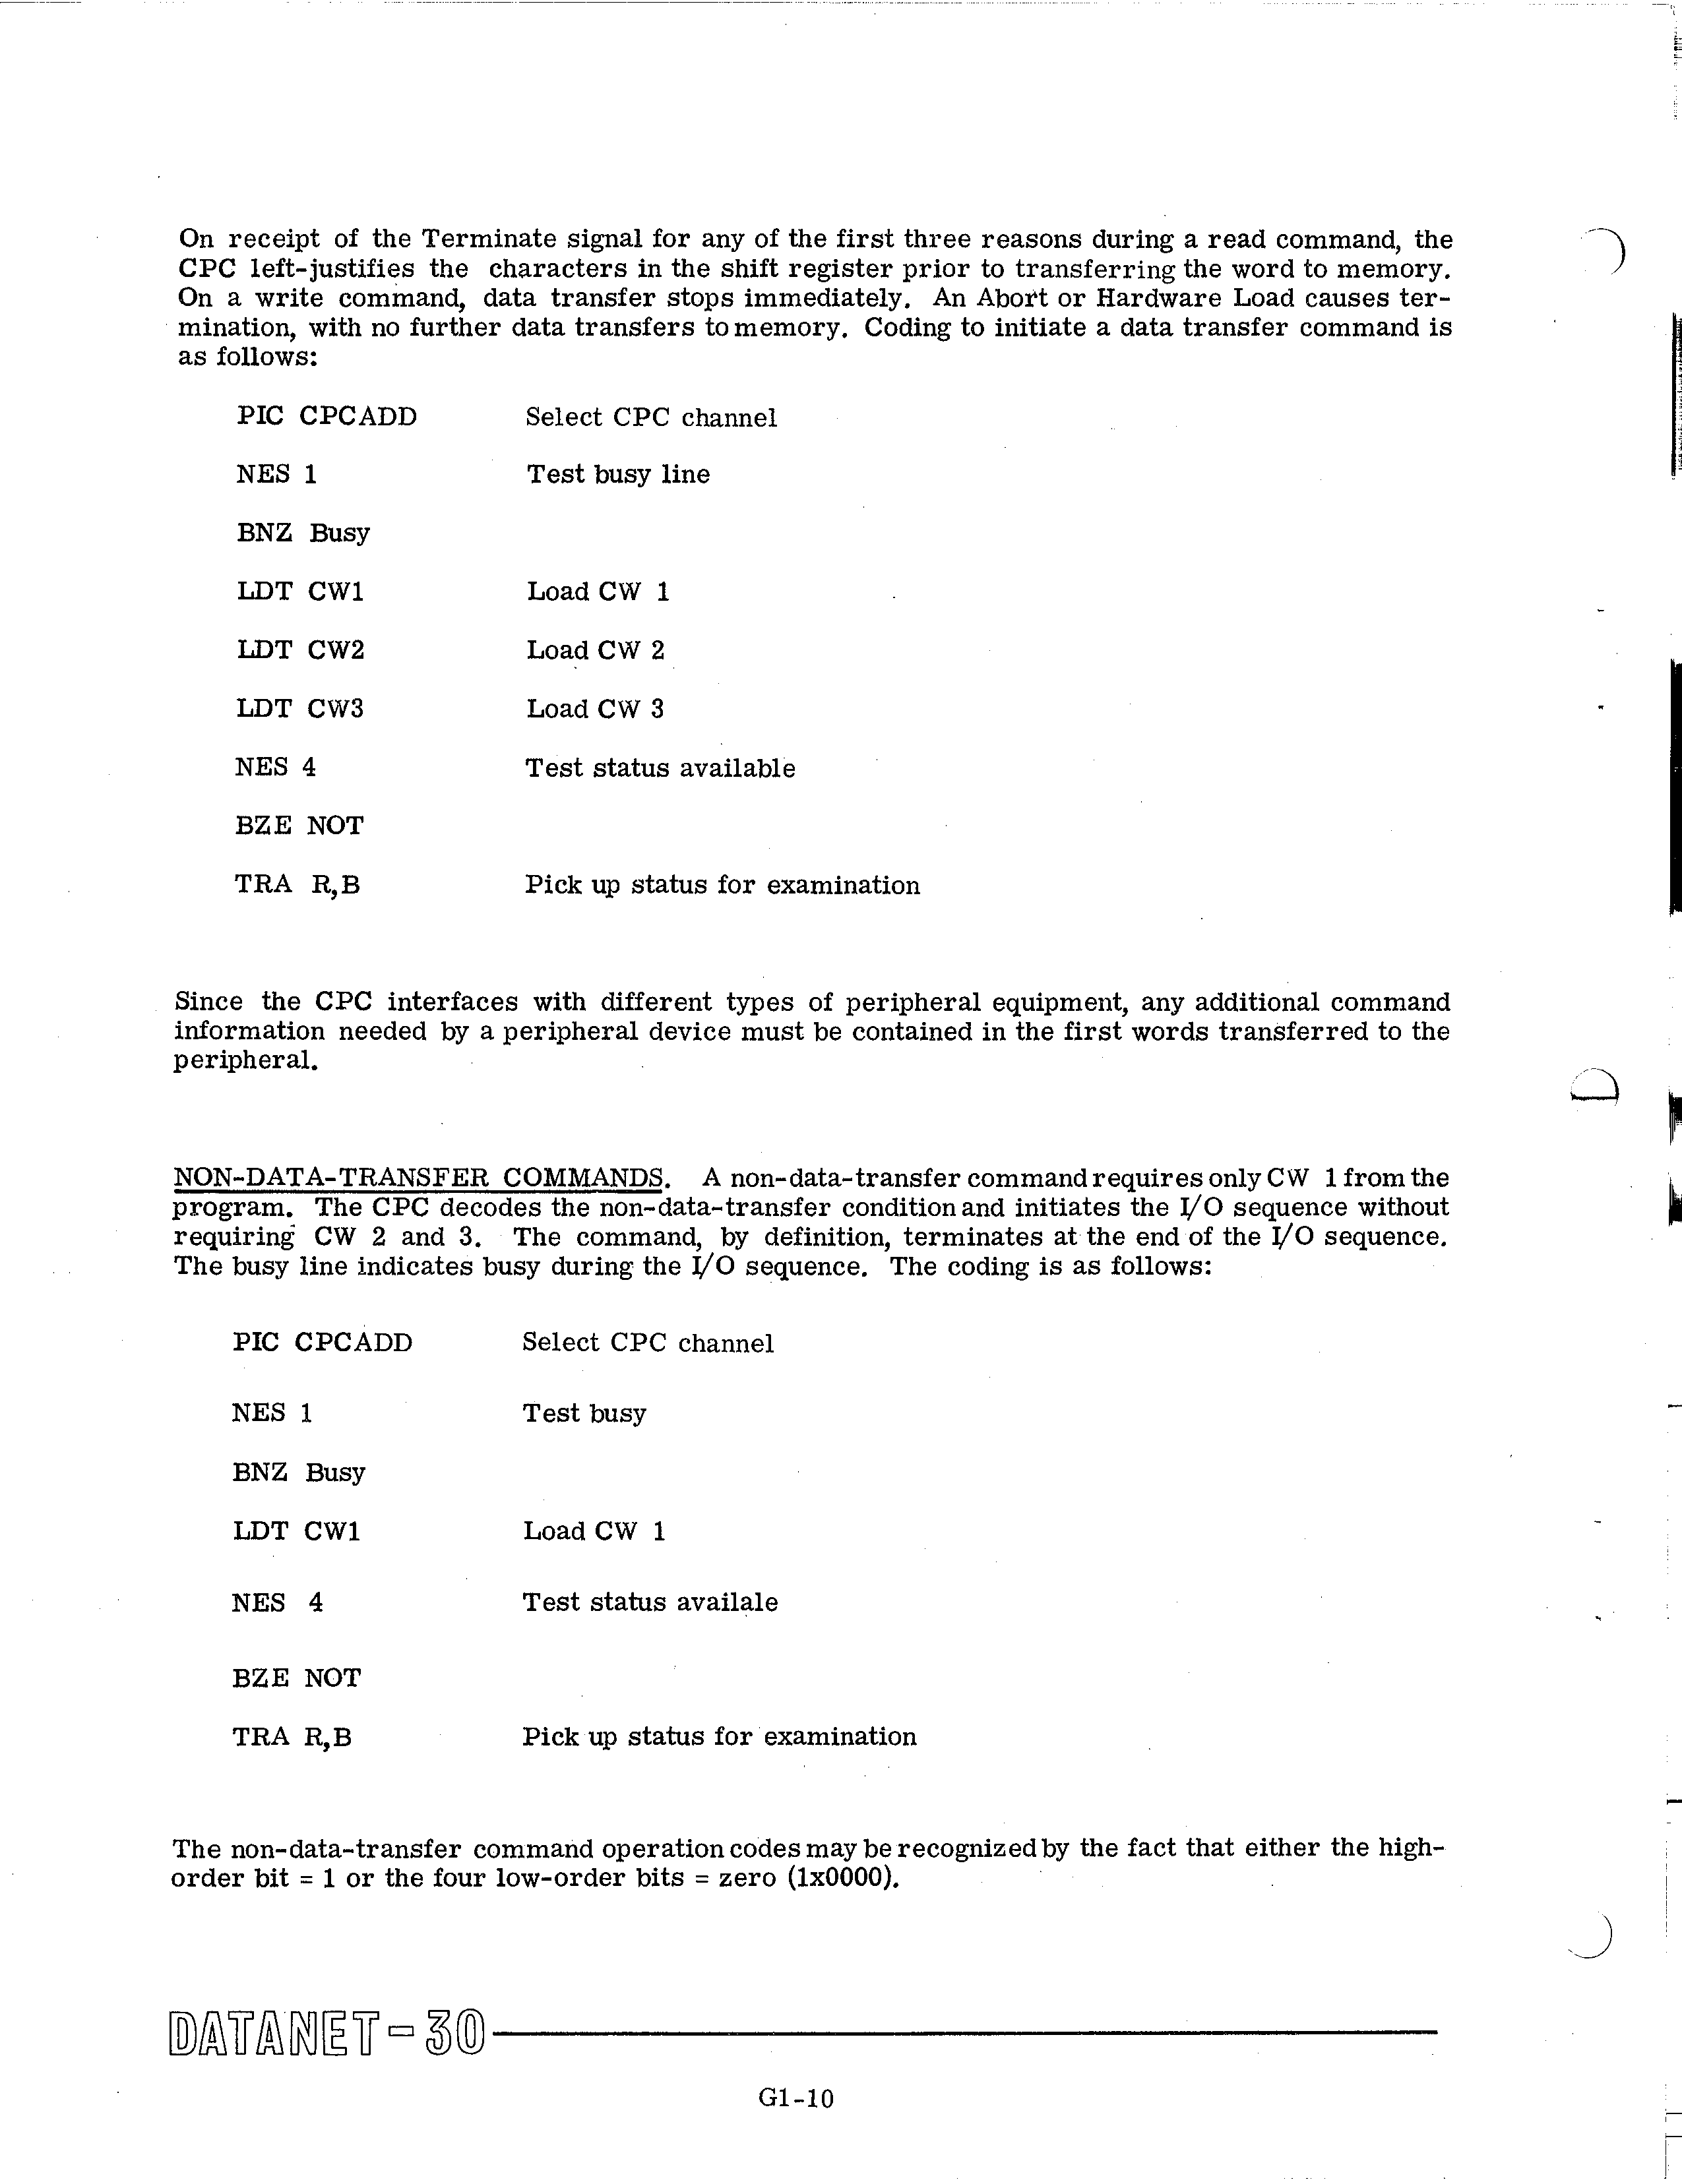 On receipt of the Terminate signal for any of the first three reasons during a read command, the
CPC left-justifies the characters in the shift register prior to transferring the word to memory.
On a write command, data transfer stops immediately. An Abort or Hardware Load causes ter-
mination, with no further data transfers to memory. Coding to initiate a data transfer command is
as follows:
PIC CPCADD Select CPC channel
NES 1 Test busy line
BNZ Busy
LDT CW1 Load CW 1
LDT CW2 Load CW 2
LDT CW3 Load CW 3
NES 4 Test status available
BZE NOT
TRA R,B Pick up status for examination
Since the CPC interfaces with different types of peripheral equipment, any additional command
information needed by a peripheral device must be contained in the first words transferred to the
peripheral.
NON-DATA-TRANSFER COMMANDS. A non-data-transfer command requires only CW 1 from the
program. The CPC decodes the non-data-transfer condition and initiates the I/O sequence without
requiring CW 2 and 3. The command, by definition, terminates at the end of the I/O sequence.
The busy line indicates busy during the I/O sequence. The coding is as follows:
PIC CPCADD Select CPC channel
NES 1 Test busy
BNZ Busy
LDT CW1 Load CW 1
NES 4 Test status availale
BZE NOT
TRA R,B Pick up status for examination
The non-data-transfer command operation codes may be recognized by the fact that either the high-
order bit = 1 or the four low-order bits = zero (1x0000).
DATANET-30
G1-10